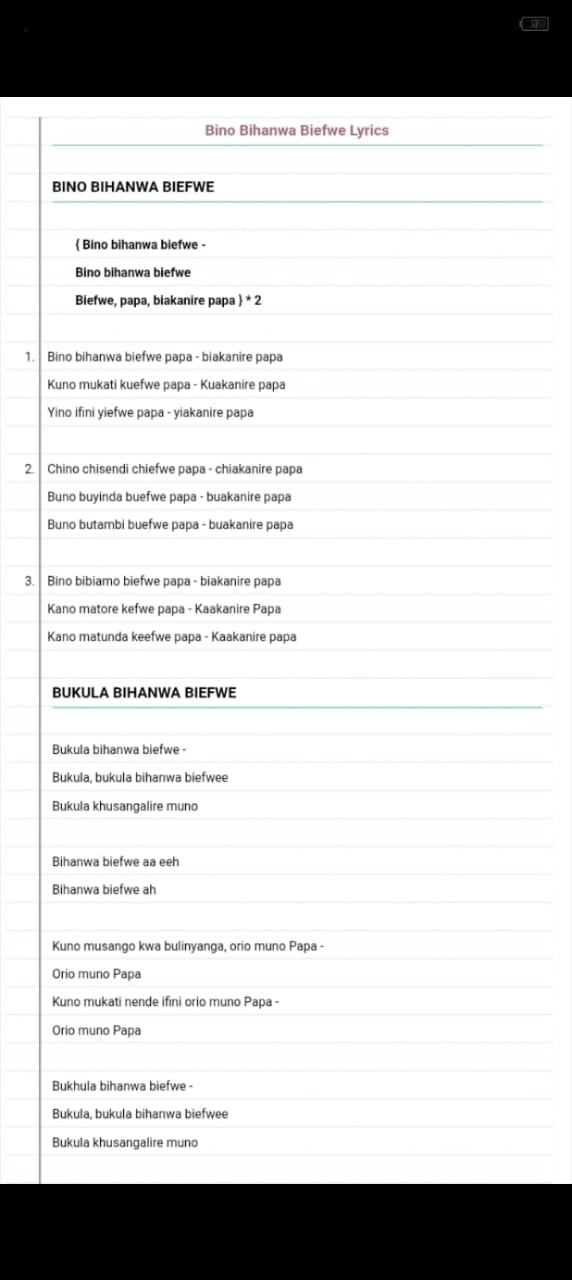 Bino Bihanwa Biefwe Lyrics
BINO BIHANWA BIEFWE
{ Bino bihanwa biefwe -
Bino bihanwa biefwe
Biefwe, papa, biakanire papa } * 2
1. Bino bihanwa biefwe papa - biakanire papa
Kuno mukati kuefwe papa - Kuakanire papa
Yino ifini yiefwe papa - yiakanire papa
2. Chino chisendi chiefwe papa - chiakanire papa
Buno buyinda buefwe papa - buakanire papa
Buno butambi buefwe papa - buakanire papa
3. Bino bibiamo biefwe papa - biakanire papa
Kano matore kefwe papa - Kaakanire Papa
Kano matunda keefwe papa - Kaakanire papa
BUKULA BIHANWA BIEFWE
Bukula bihanwa biefwe -
Bukula, bukula bihanwa biefwee
Bukula khusangalire muno
Bihanwa biefwe aa eeh
Bihanwa biefwe ah
Kuno musango kwa bulinyanga, orio muno Papa -
Orio muno Papa
Kuno mukati nende ifini orio muno Papa -
Orio muno Papa
Bukhula bihanwa biefwe -
Bukula, bukula bihanwa biefwee
Bukula khusangalire muno